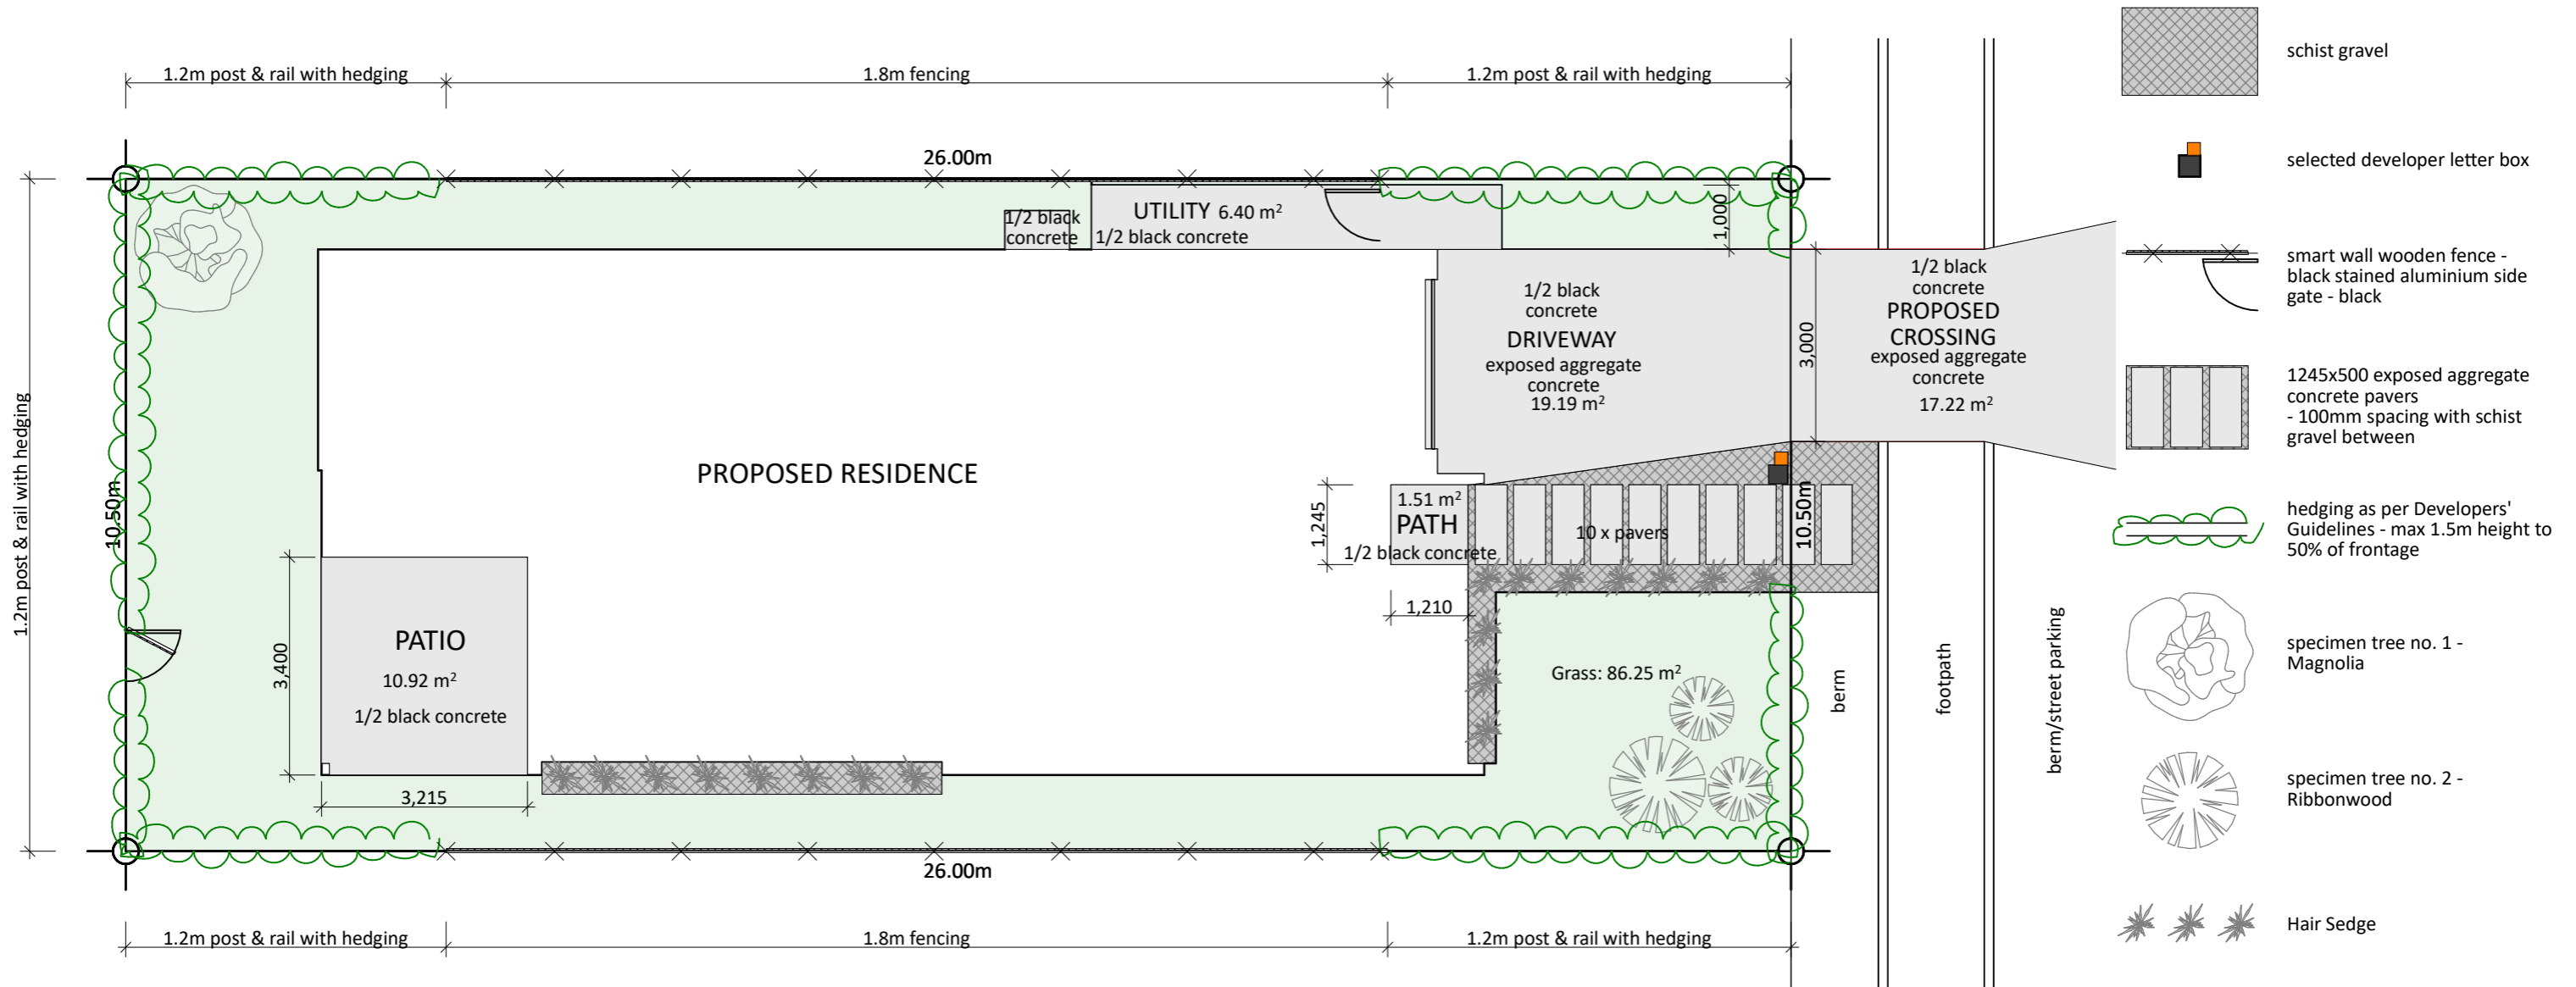 1.2m post & rail with hedging
1.8m fencing
1.2m post & rail with hedging
26.00m
1/2 black
concrete
UTILITY 6.40 m²
1/2 black concrete
1,000
1/2 black
concrete
DRIVEWAY
exposed aggregate
concrete
19.19 m²
3,000
1/2 black
concrete
PROPOSED
CROSSING
exposed aggregate
concrete
17.22 m²
1.2m post & rail with hedging
10.50m
PROPOSED RESIDENCE
1,245
1.51 m²
PATH
1/2 black concrete
10 x pavers
10.50m
1,210
3,400
PATIO
10.92 m²
1/2 black concrete
3,215
Grass: 86.25 m²
berm
footpath
berm/street parking
26.00m
1.2m post & rail with hedging
1.8m fencing
1.2m post & rail with hedging
schist gravel
selected developer letter box
smart wall wooden fence -
black stained aluminium side
gate - black
1245x500 exposed aggregate
concrete pavers
- 100mm spacing with schist
gravel between
hedging as per Developers'
Guidelines - max 1.5m height to
50% of frontage
specimen tree no. 1 -
Magnolia
specimen tree no. 2 -
Ribbonwood
Hair Sedge